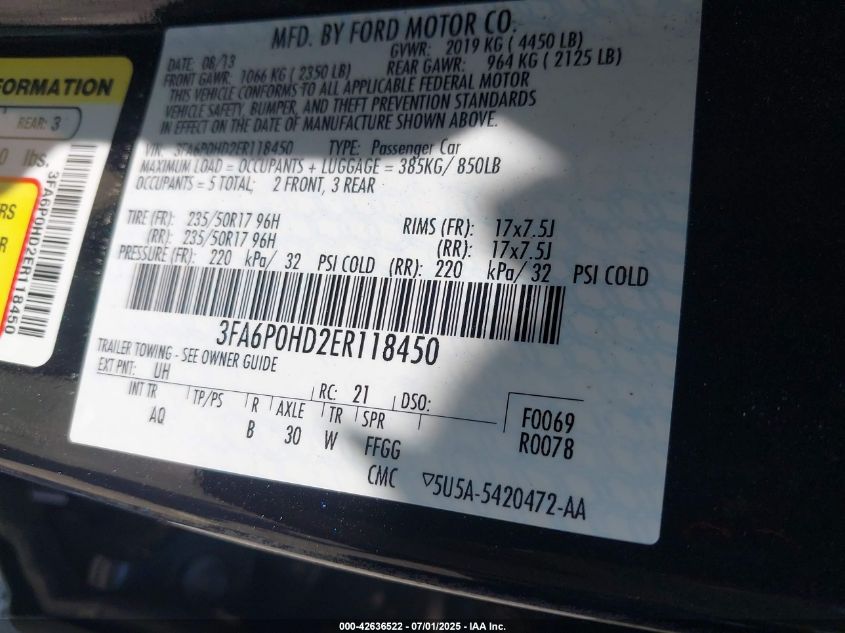 MFD. BY FORD MOTOR CO.
DATE: 08/13 GVWR: 2019 KG ( 4450 LB)
FRONT GAWR: 1066 KG ( 2350 LB) REAR GAWR: 964 KG ( 2125 LB)
THIS VEHICLE CONFORMS TO ALL APPLICABLE FEDERAL MOTOR
VEHICLE SAFETY, BUMPER, AND THEFT PREVENTION STANDARDS
IN EFFECT ON THE DATE OF MANUFACTURE SHOWN ABOVE.
VIN: 3FA6P0HD2ER118450 TYPE: Passenger Car
MAXIMUM LOAD = OCCUPANTS + LUGGAGE = 385KG/ 850LB
OCCUPANTS = 5 TOTAL; 2 FRONT, 3 REAR
TIRE (FR): 235/50R17 96H RIMS (FR): 17x7.5J
(RR): 235/50R17 96H (RR): 17x7.5J
PRESSURE (FR): 220 kPa/ 32 PSI COLD (RR): 220 kPa/ 32 PSI COLD
3FA6P0HD2ER118450
TRAILER TOWING - SEE OWNER GUIDE
EXT PNT: UH RC: 21 DSO:
INT TR TP/PS R AXLE TR SPR F0069
AQ B 30 W FFGG R0078
CMC ▽5U5A-5420472-AA
FORMATION
REAR: 3
0 lbs.
RS
R
3FA6P0HD2ER118450
000-42636522 - 07/01/2025 - IAA Inc.